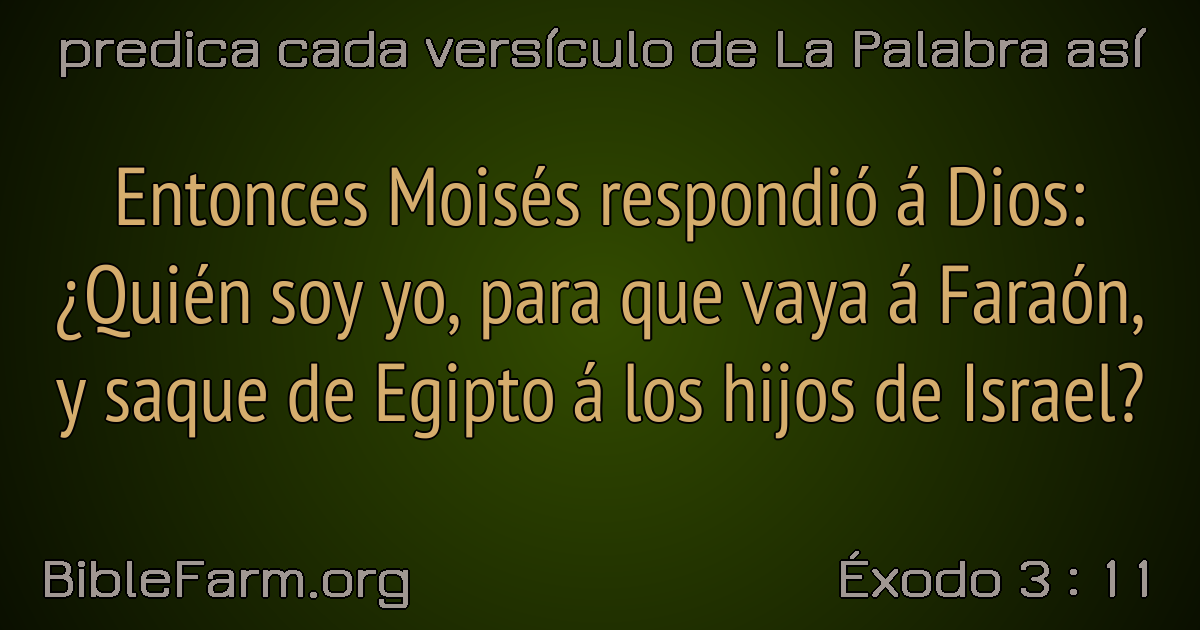 predica cada versículo de La Palabra así
Entonces Moisés respondió á Dios:
¿Quién soy yo, para que vaya á Faraón,
y saque de Egipto á los hijos de Israel?
BibleFarm.org
Éxodo 3 : 11